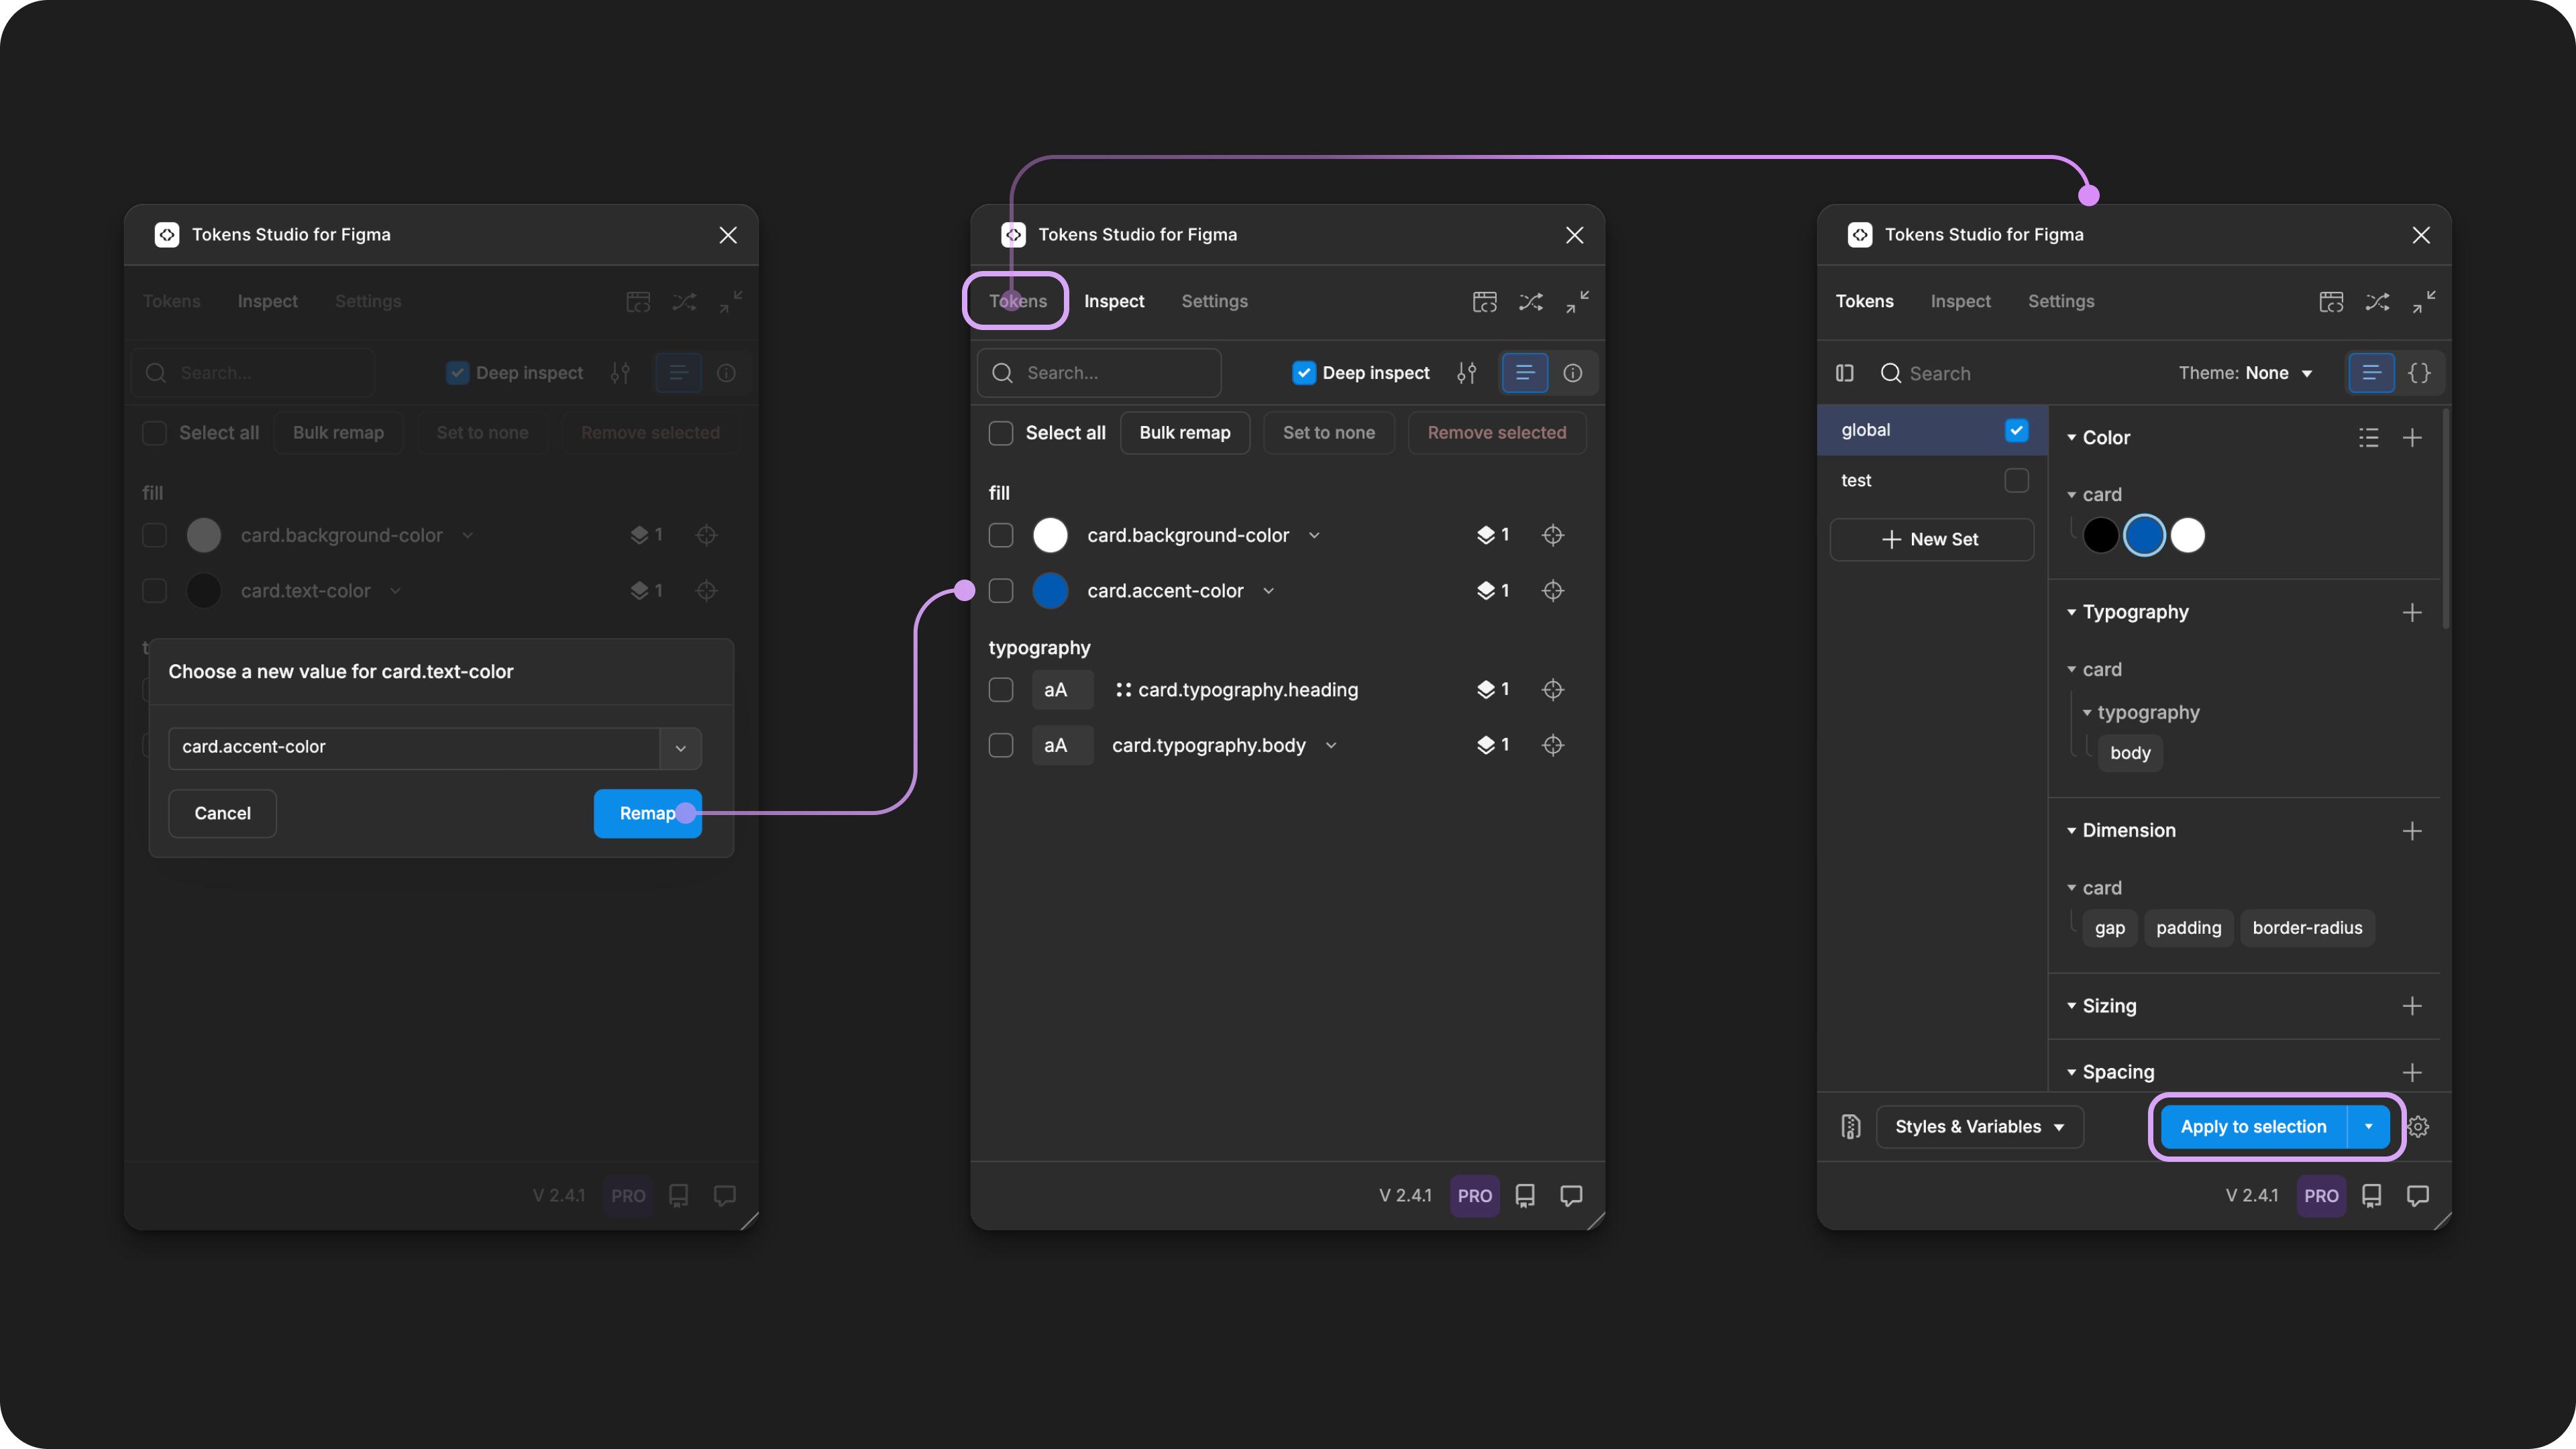 Tokens Studio for Figma
Tokens Inspect Settings
Search... Deep inspect
Select all Bulk remap Set to none Remove selected
fill
card.background-color 1
card.text-color 1
Choose a new value for card.text-color
card.accent-color
Cancel Remap
V 2.4.1 PRO
Tokens Studio for Figma
Tokens Inspect Settings
Search... Deep inspect
Select all Bulk remap Set to none Remove selected
fill
card.background-color 1
card.accent-color 1
typography
aA card.typography.heading 1
aA card.typography.body 1
V 2.4.1 PRO
Tokens Studio for Figma
Tokens Inspect Settings
Search Theme: None
global
test
New Set
Color
card
Typography
card
typography
body
Dimension
card
gap padding border-radius
Sizing
Spacing
Styles & Variables Apply to selection
V 2.4.1 PRO